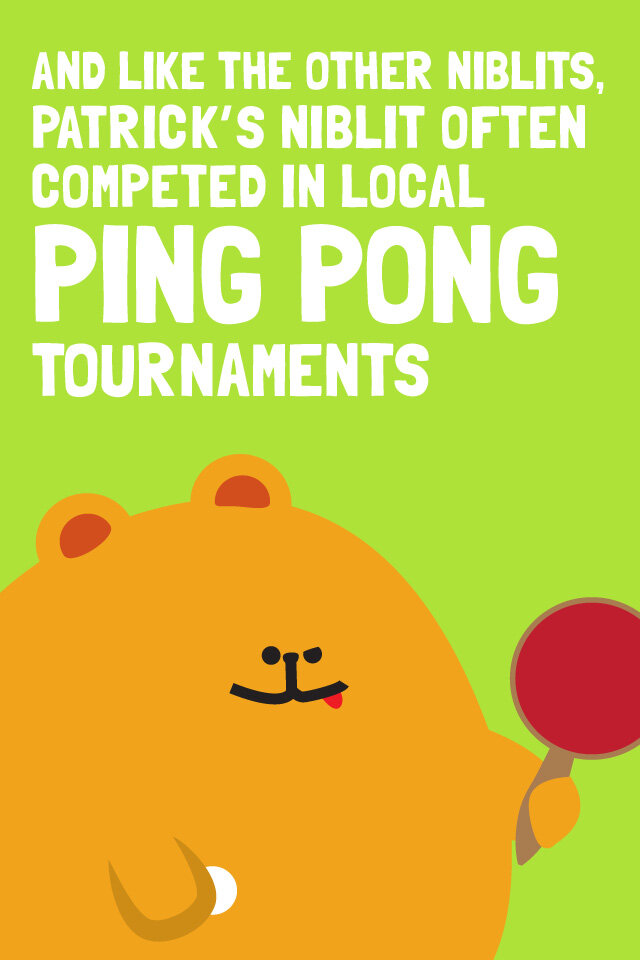 AND LIKE THE OTHER NIBLITS,
PATRICK'S NIBLIT OFTEN
COMPETED IN LOCAL
PING PONG
TOURNAMENTS